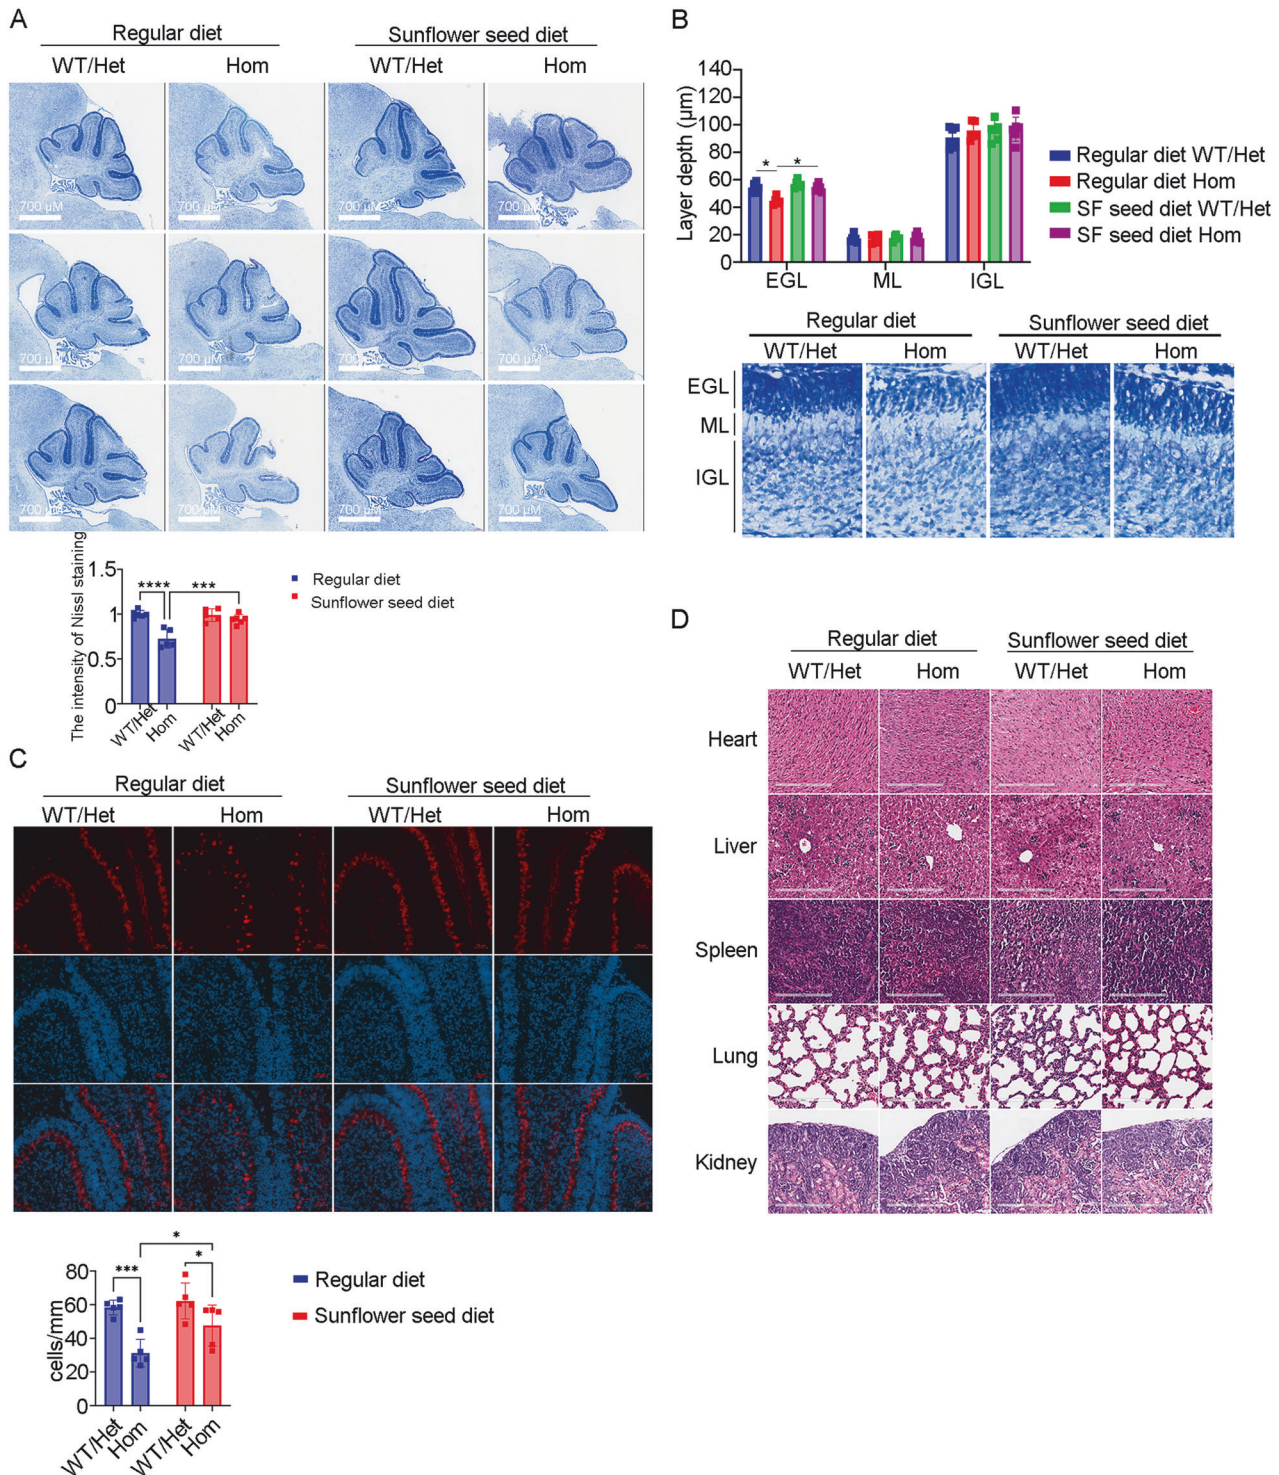 A
Regular diet
Sunflower seed diet
WT/Het
Hom
WT/Het
Hom
700 µM
700 µM
700 µM
700 µM
700 µM
700 µM
700 µM
700 µM
700 µM
700 µM
700 µM
700 µM
The intensity of Nissl staining
1.5
1
0.5
0
****
***
WT/Het
Hom
WT/Het
Hom
Regular diet
Sunflower seed diet
B
Layer depth (µm)
140
120
100
80
60
40
20
0
*
*
EGL
ML
IGL
Regular diet WT/Het
Regular diet Hom
SF seed diet WT/Het
SF seed diet Hom
Regular diet
Sunflower seed diet
WT/Het
Hom
WT/Het
Hom
EGL
ML
IGL
C
Regular diet
Sunflower seed diet
WT/Het
Hom
WT/Het
Hom
cells/mm
80
60
40
20
0
***
*
*
WT/Het
Hom
WT/Het
Hom
Regular diet
Sunflower seed diet
D
Regular diet
Sunflower seed diet
WT/Het
Hom
WT/Het
Hom
Heart
Liver
Spleen
Lung
Kidney